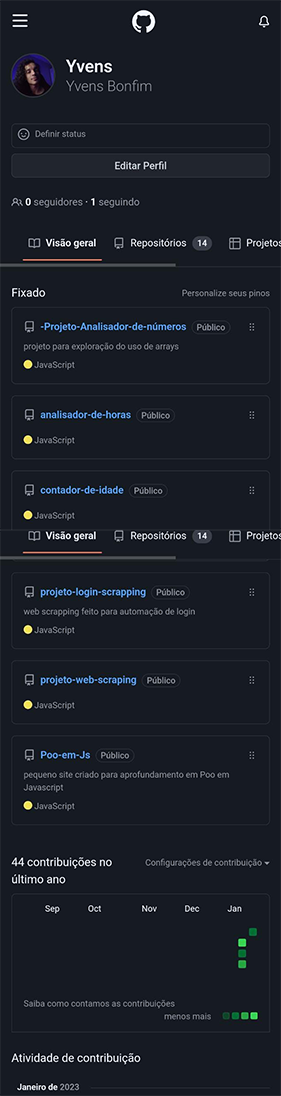 Yvens
Yvens Bonfim
Definir status
Editar Perfil
0 seguidores · 1 seguindo
Visão geral Repositórios 14 Projetos
Fixado Personalize seus pinos
-Projeto-Analisador-de-números Público
projeto para exploração do uso de arrays
JavaScript
analisador-de-horas Público
JavaScript
contador-de-idade Público
JavaScript
Visão geral Repositórios 14 Projetos
projeto-login-scrapping Público
web scrapping feito para automação de login
JavaScript
projeto-web-scraping Público
JavaScript
Poo-em-Js Público
pequeno site criado para aprofundamento em Poo em
Javascript
JavaScript
44 contribuições no Configurações de contribuição
último ano
Sep Oct Nov Dec Jan
Saiba como contamos as contribuições
menos mais
Atividade de contribuição
Janeiro de 2023